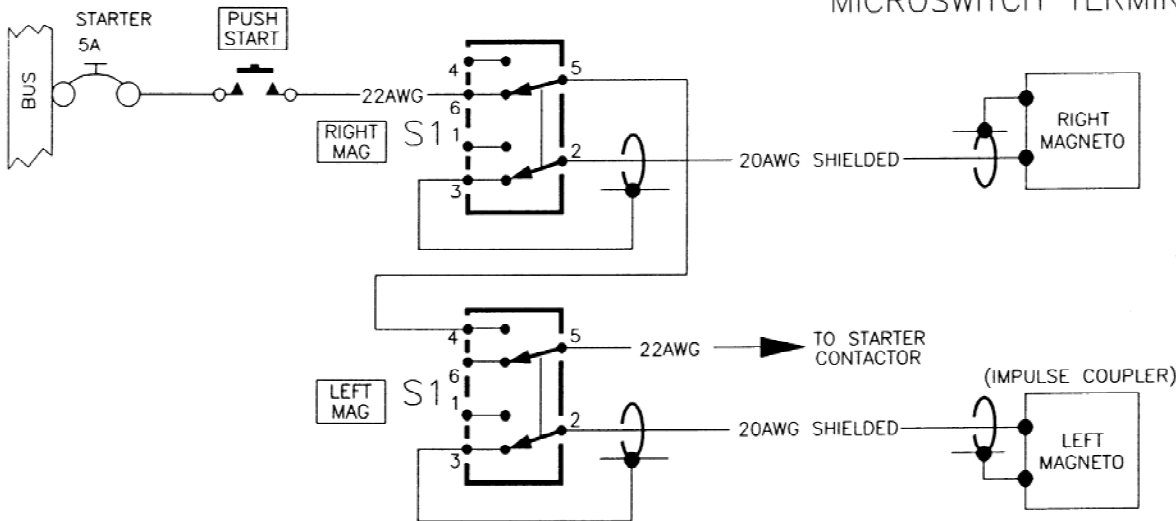 MICROSWITCH TERMIN
STARTER
5A
PUSH
START
BUS
22AWG
4
5
6
RIGHT
MAG
S1
1
2
3
20AWG SHIELDED
RIGHT
MAGNETO
4
5
22AWG
TO STARTER
CONTACTOR
6
LEFT
MAG
S1
1
2
3
20AWG SHIELDED
(IMPULSE COUPLER)
LEFT
MAGNETO